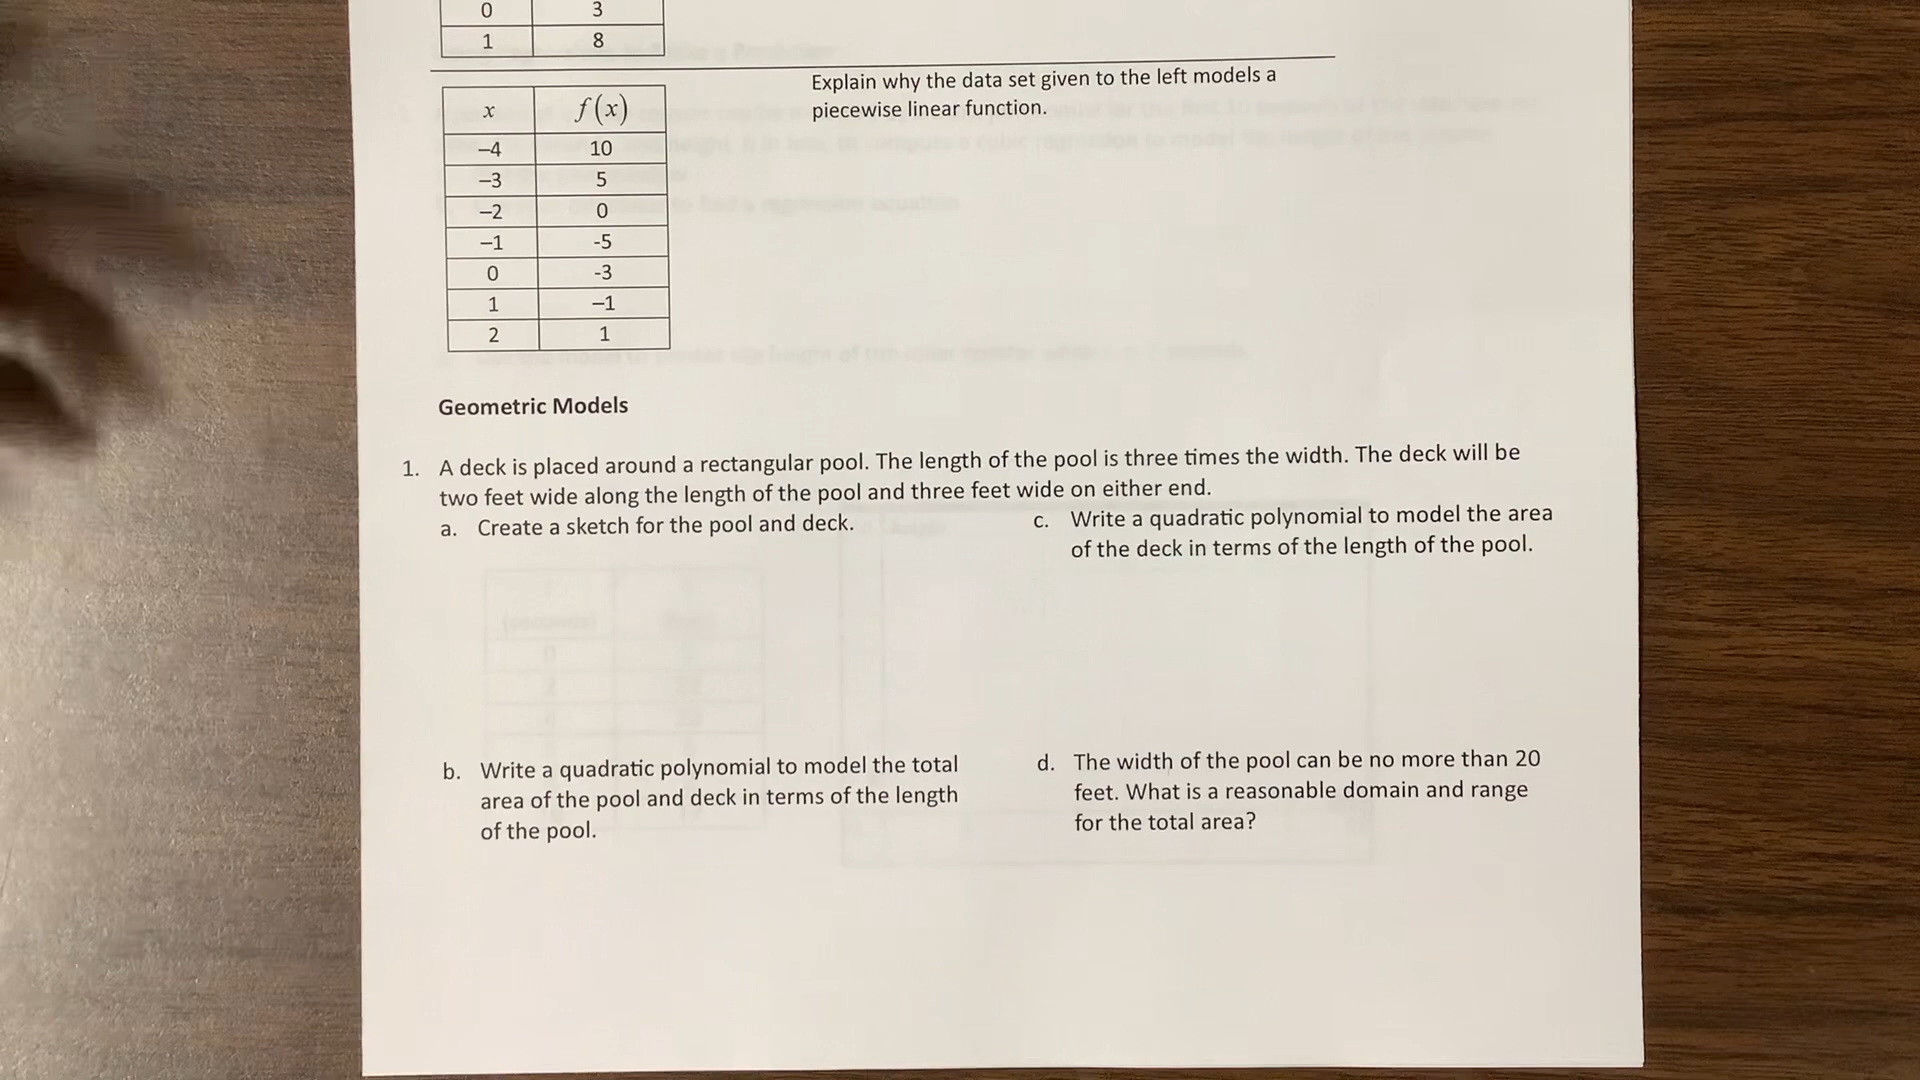 0 3
1 8
Explain why the data set given to the left models a
piecewise linear function.
x f(x)
–4 10
–3 5
–2 0
–1 -5
0 -3
1 –1
2 1
Geometric Models
1. A deck is placed around a rectangular pool. The length of the pool is three times the width. The deck will be
two feet wide along the length of the pool and three feet wide on either end.
a. Create a sketch for the pool and deck.
c. Write a quadratic polynomial to model the area
of the deck in terms of the length of the pool.
b. Write a quadratic polynomial to model the total
area of the pool and deck in terms of the length
of the pool.
d. The width of the pool can be no more than 20
feet. What is a reasonable domain and range
for the total area?